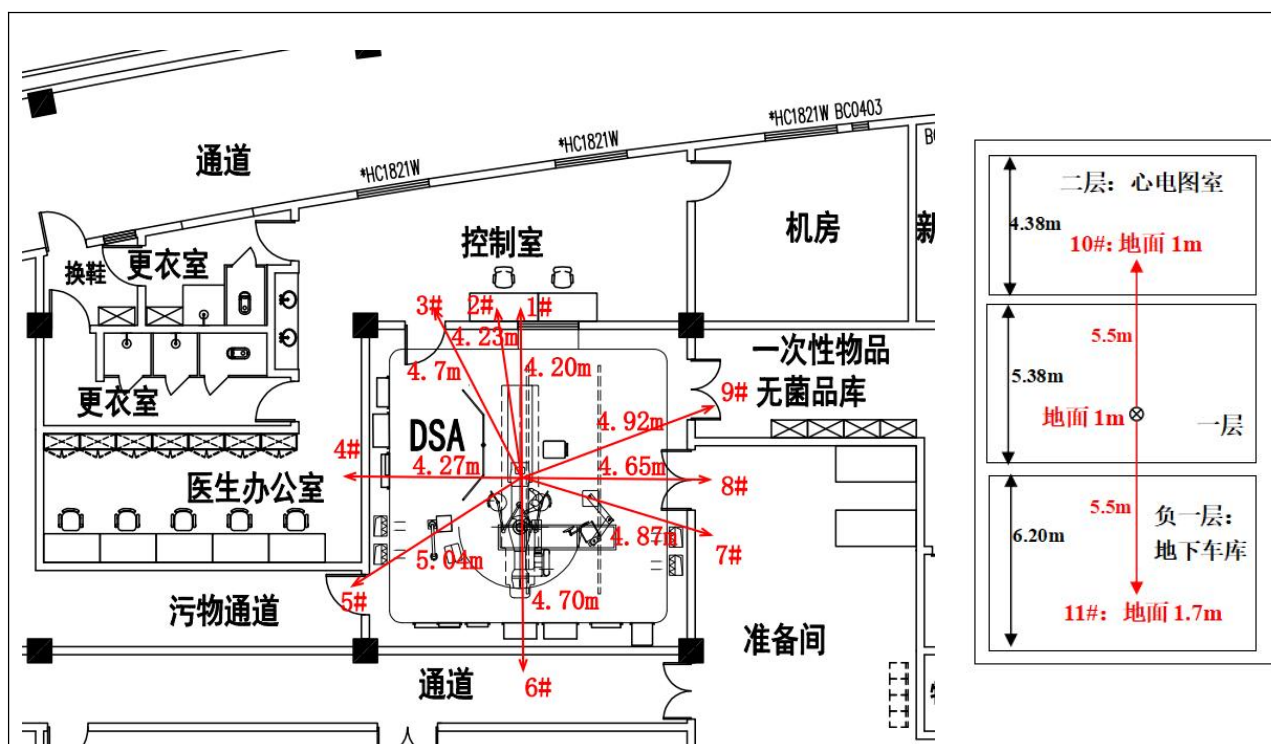 *HC1821W BC0403
*HC1821W
*HC1821W
通道
控制室
机房
新
更衣室
换鞋
3#
2#
1#
4.23m
4.7m
4.20m
一次性物品
无菌品库
9#
更衣室
DSA
4.92m
4#
4.27m
4.65m
8#
医生办公室
4.87m
7#
5.04m
5#
4.70m
污物通道
准备间
通道
6#
二层：心电图室
4.38m
10#：地面 1m
5.5m
5.38m
地面 1m
一层
5.5m
6.20m
负一层：
地下车库
11#：地面 1.7m